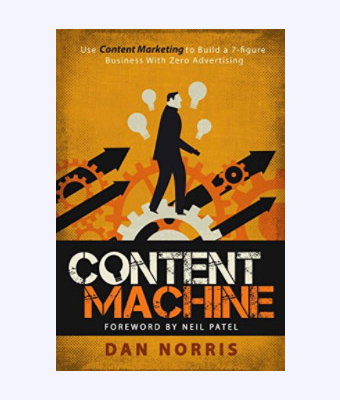 Use Content Marketing to Build a 7-figure
Business With Zero Advertising
CONTENT
MACHINE
FOREWORD BY NEIL PATEL
DAN NORRIS